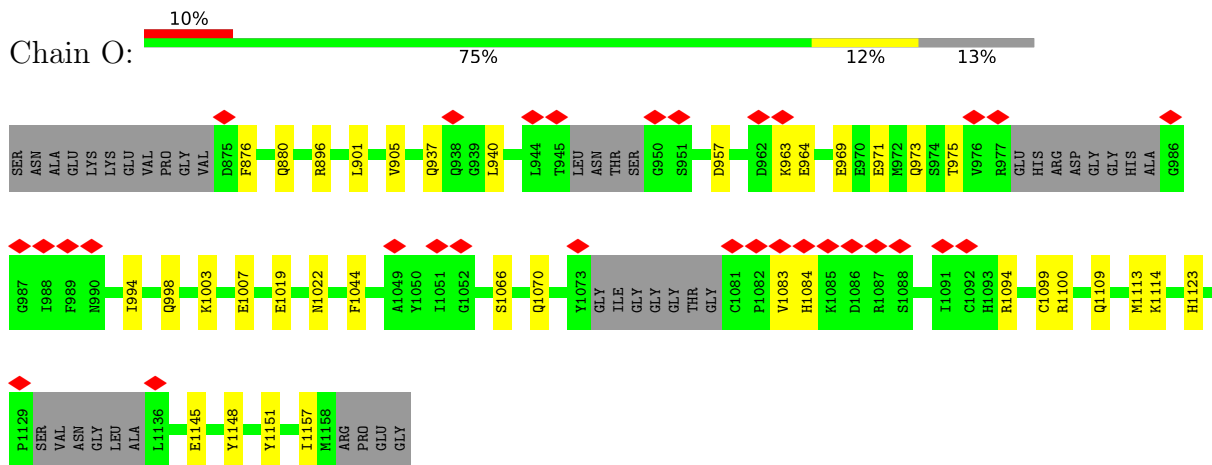 10%
Chain O:
75% 12% 13%
SER ASN ALA GLU LYS LYS GLU VAL PRO GLY VAL D875 F876 Q880 R896 L901 V905 Q937 Q938 G939 L940 L944 T945 LEU ASN THR SER G950 S951 D957 D962 K963 E964 E969 E970 E971 M972 Q973 S974 T975 V976 R977 GLU HIS ARG ASP GLY GLY HIS ALA G986
G987 I988 F989 N990 I994 Q998 K1003 E1007 E1019 N1022 F1044 A1049 Y1050 I1051 G1052 S1066 Q1070 Y1073 GLY ILE GLY GLY GLY THR GLY C1081 P1082 V1083 H1084 K1085 D1086 R1087 S1088 I1091 C1092 H1093 R1094 C1099 R1100 Q1109 M1113 K1114 H1123
P1129 SER VAL ASN GLY LEU ALA L1136 E1145 Y1148 Y1151 I1157 M1158 ARG PRO GLU GLY